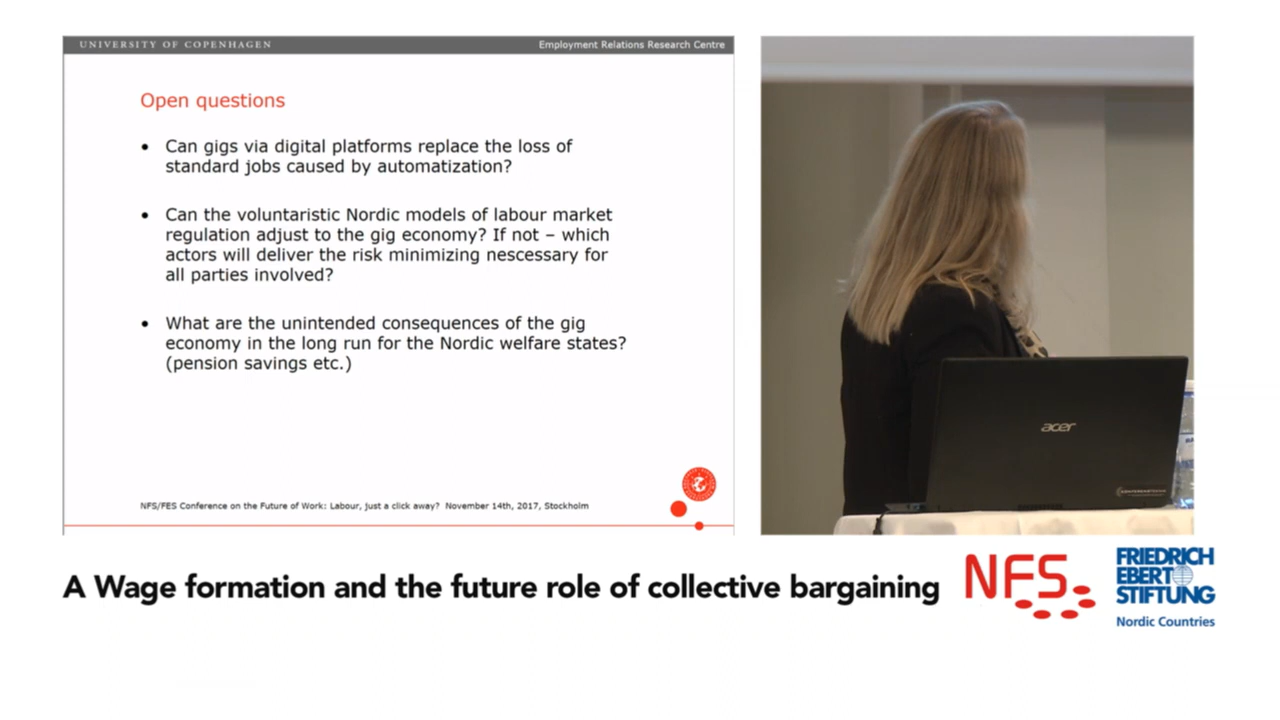 UNIVERSITY OF COPENHAGEN
Employment Relations Research Centre
Open questions
• Can gigs via digital platforms replace the loss of
standard jobs caused by automatization?
• Can the voluntaristic Nordic models of labour market
regulation adjust to the gig economy? If not – which
actors will deliver the risk minimizing nescessary for
all parties involved?
• What are the unintended consequences of the gig
economy in the long run for the Nordic welfare states?
(pension savings etc.)
NFS/FES Conference on the Future of Work: Labour, just a click away? November 14th, 2017, Stockholm
acer
A Wage formation and the future role of collective bargaining
NFS
FRIEDRICH
EBERT
STIFTUNG
Nordic Countries